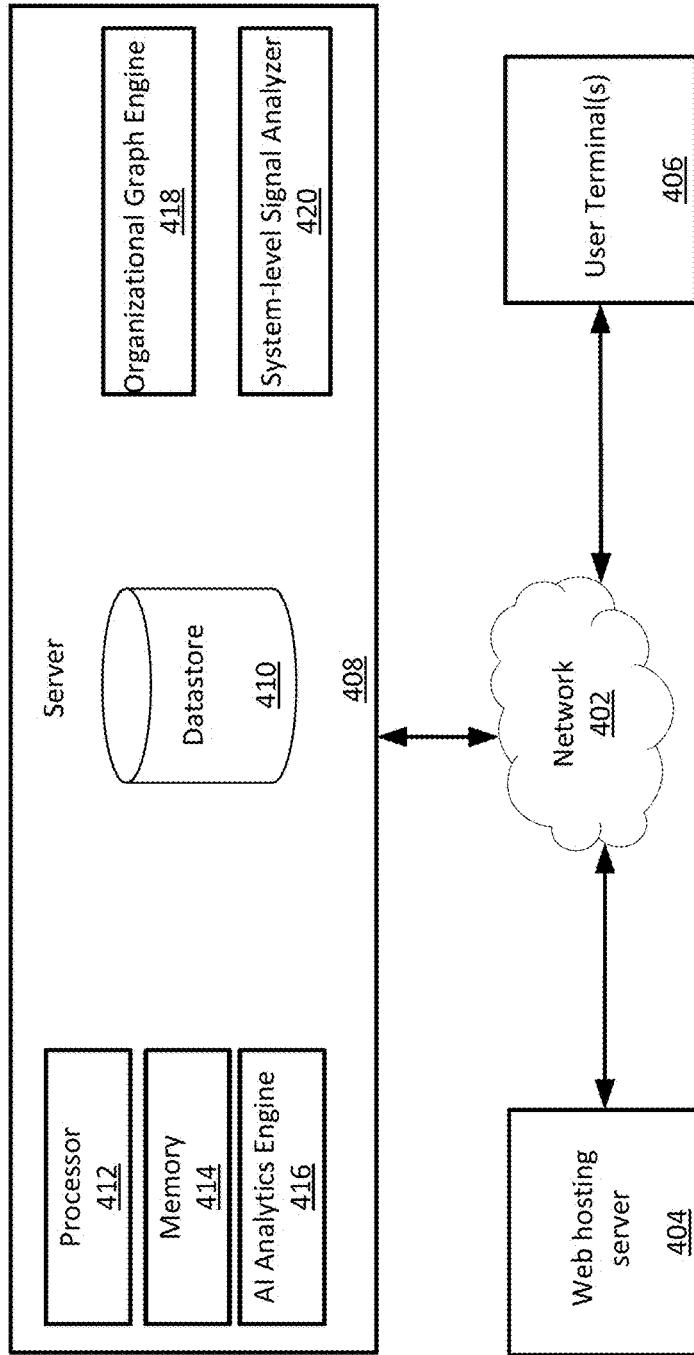 Server
Processor
412
Memory
414
AI Analytics Engine
416
Datastore
410
408
Organizational Graph Engine
418
System-level Signal Analyzer
420
Web hosting
server
404
Network
402
User Terminal(s)
406